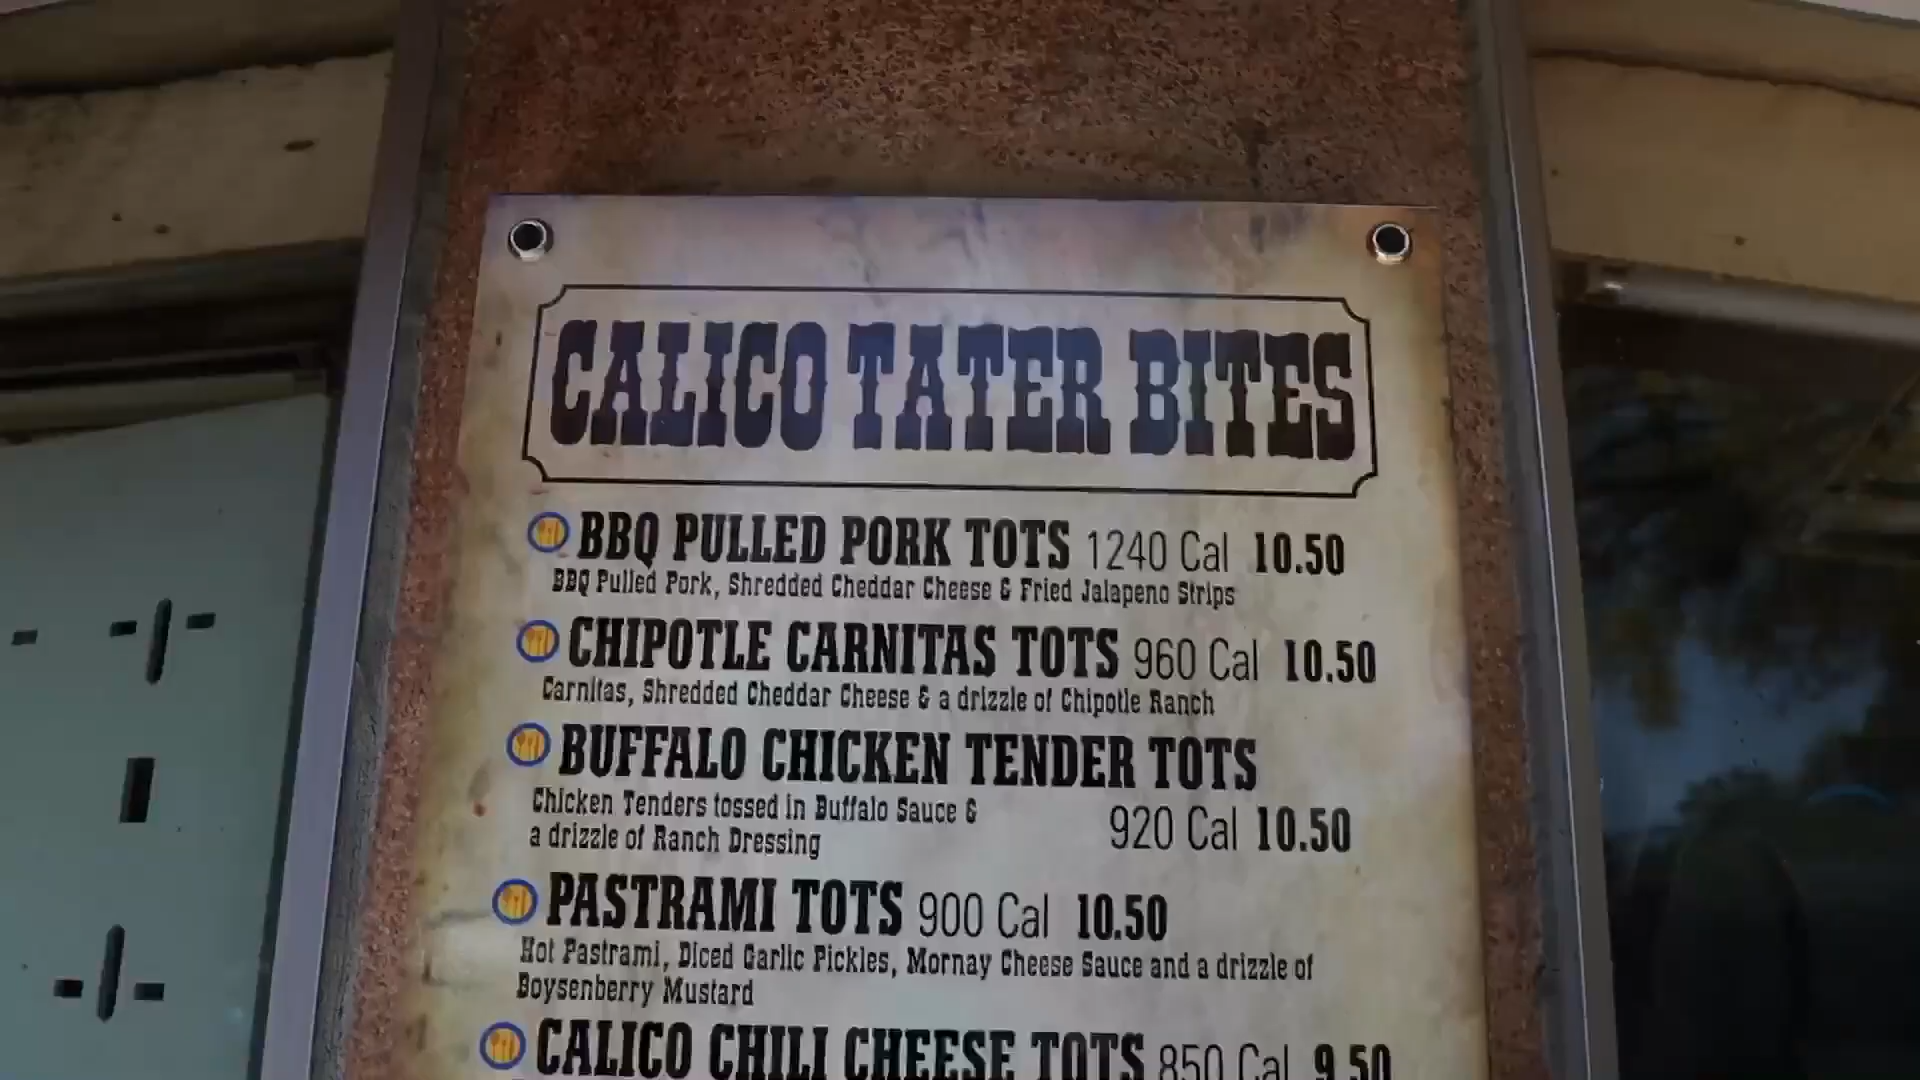 CALICO TATER BITES
BBQ PULLED PORK TOTS 1240 Cal 10.50
BBQ Pulled Pork, Shredded Cheddar Cheese & Fried Jalapeno Strips
CHIPOTLE CARNITAS TOTS 960 Cal 10.50
Carnitas, Shredded Cheddar Cheese & a drizzle of Chipotle Ranch
BUFFALO CHICKEN TENDER TOTS
Chicken Tenders tossed in Buffalo Sauce &
a drizzle of Ranch Dressing
920 Cal 10.50
PASTRAMI TOTS 900 Cal 10.50
Hot Pastrami, Diced Garlic Pickles, Mornay Cheese Sauce and a drizzle of
Boysenberry Mustard
CALICO CHILI CHEESE TOTS 850 Cal 9.50